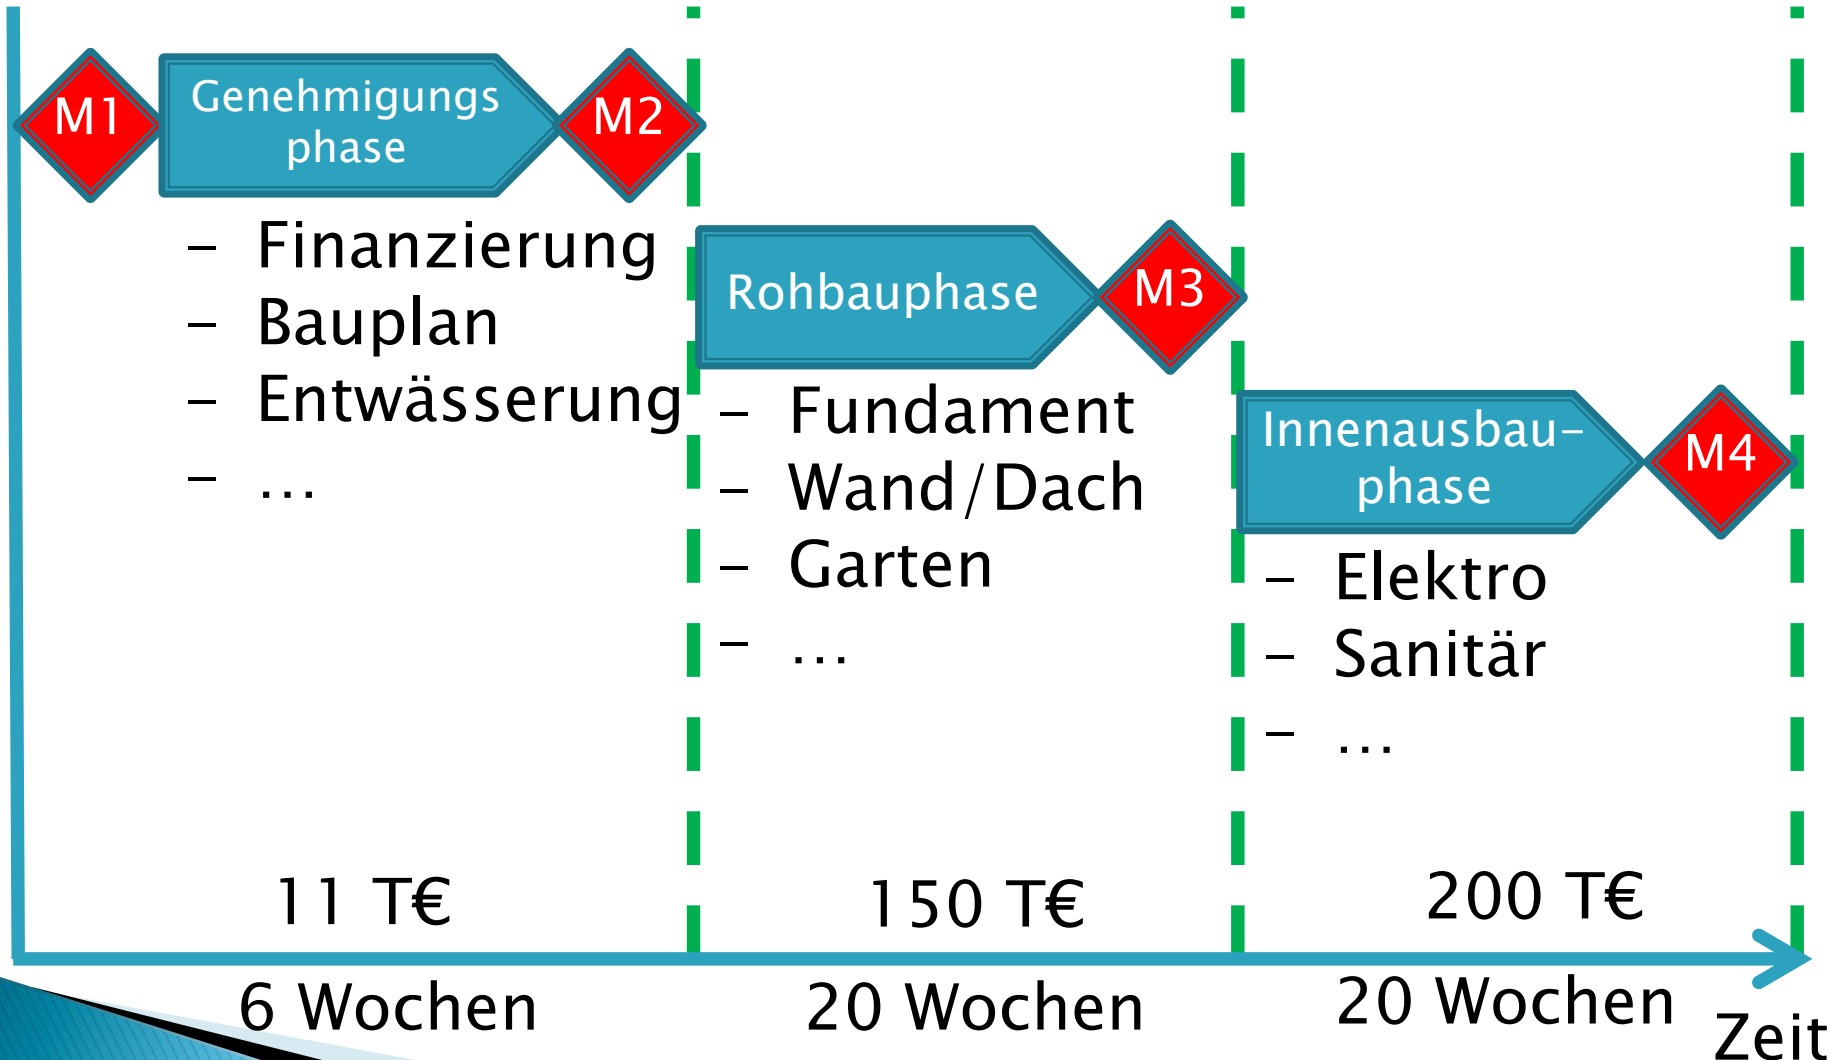 M1
Genehmigungs
phase
M2
– Finanzierung
– Bauplan
– Entwässerung
– …
Rohbauphase
M3
– Fundament
– Wand/Dach
– Garten
– …
Innenausbau-
phase
M4
– Elektro
– Sanitär
– …
11 T€
150 T€
200 T€
6 Wochen
20 Wochen
20 Wochen
Zeit